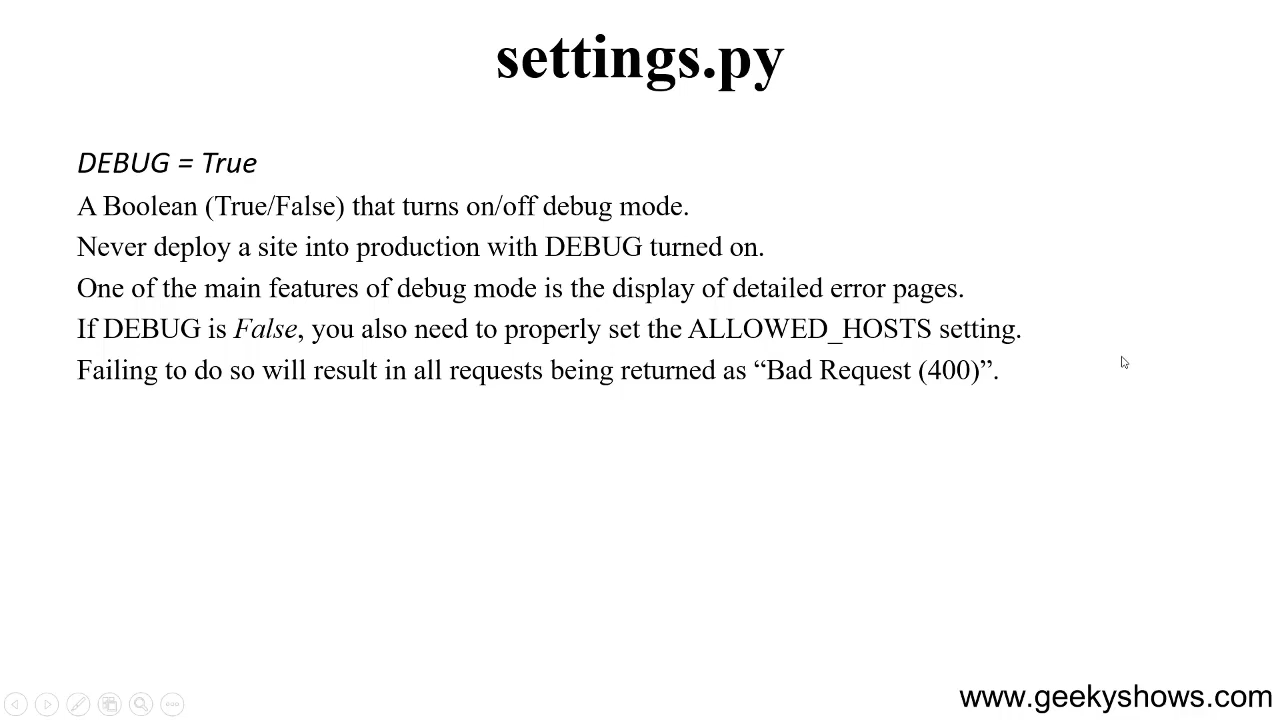 settings.py
DEBUG = True
A Boolean (True/False) that turns on/off debug mode.
Never deploy a site into production with DEBUG turned on.
One of the main features of debug mode is the display of detailed error pages.
If DEBUG is False, you also need to properly set the ALLOWED_HOSTS setting.
Failing to do so will result in all requests being returned as “Bad Request (400)”.
www.geekyshows.com